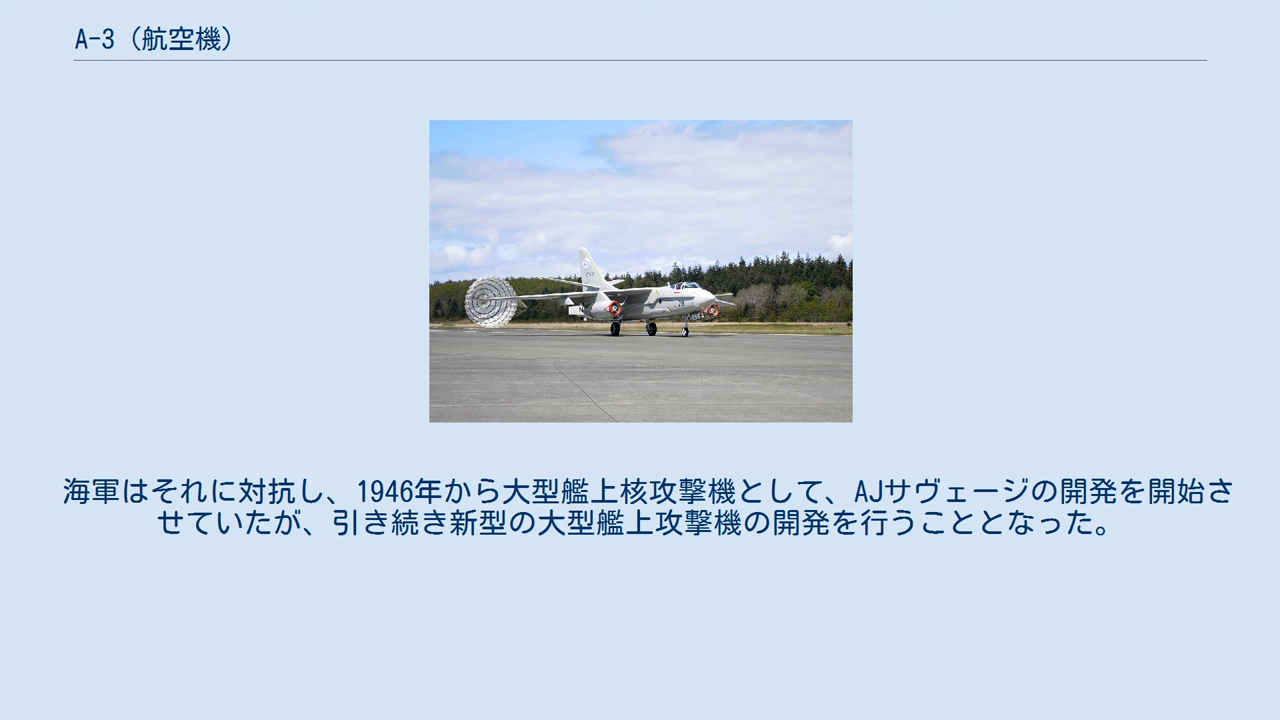 A-3（航空機）
海軍はそれに対抗し、1946年から大型艦上核攻撃機として、AJサヴェージの開発を開始さ
せていたが、引き続き新型の大型艦上攻撃機の開発を行うこととなった。